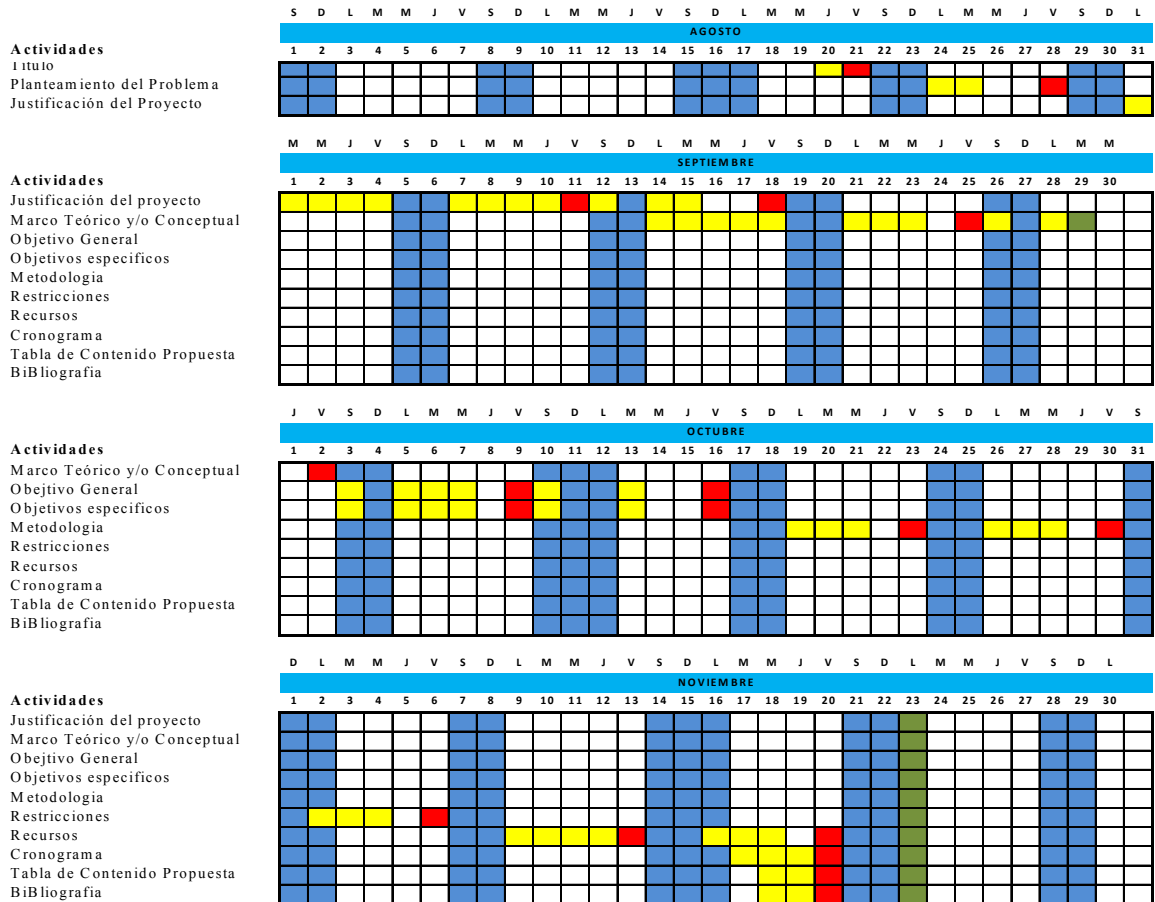 S D L M M J V S D L M M J V S D L M M J V S D L M M J V S D L
AGOSTO
Actividades 1 2 3 4 5 6 7 8 9 10 11 12 13 14 15 16 17 18 19 20 21 22 23 24 25 26 27 28 29 30 31
Titulo
Planteamiento del Problema
Justificación del Proyecto
M M J V S D L M M J V S D L M M J V S D L M M J V S D L M M
SEPTIEMBRE
Actividades 1 2 3 4 5 6 7 8 9 10 11 12 13 14 15 16 17 18 19 20 21 22 23 24 25 26 27 28 29 30
Justificación del proyecto
Marco Teórico y/o Conceptual
Objetivo General
Objetivos especificos
Metodologia
Restricciones
Recursos
Cronograma
Tabla de Contenido Propuesta
BiBliografia
J V S D L M M J V S D L M M J V S D L M M J V S D L M M J V S
OCTUBRE
Actividades 1 2 3 4 5 6 7 8 9 10 11 12 13 14 15 16 17 18 19 20 21 22 23 24 25 26 27 28 29 30 31
Marco Teórico y/o Conceptual
Obejtivo General
Objetivos especificos
Metodologia
Restricciones
Recursos
Cronograma
Tabla de Contenido Propuesta
BiBliografia
D L M M J V S D L M M J V S D L M M J V S D L M M J V S D L
NOVIEMBRE
Actividades 1 2 3 4 5 6 7 8 9 10 11 12 13 14 15 16 17 18 19 20 21 22 23 24 25 26 27 28 29 30
Justificación del proyecto
Marco Teórico y/o Conceptual
Obejtivo General
Objetivos especificos
Metodologia
Restricciones
Recursos
Cronograma
Tabla de Contenido Propuesta
BiBliografia